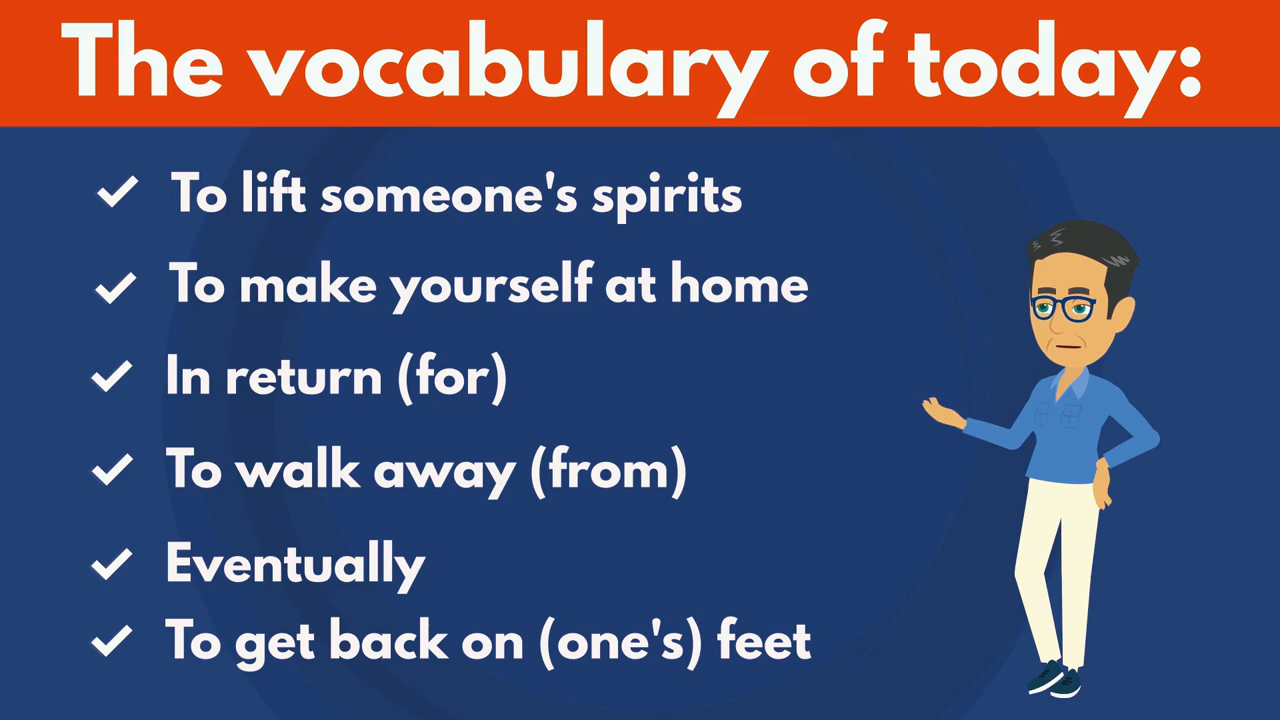 The vocabulary of today:
To lift someone's spirits
To make yourself at home
In return (for)
To walk away (from)
Eventually
To get back on (one's) feet